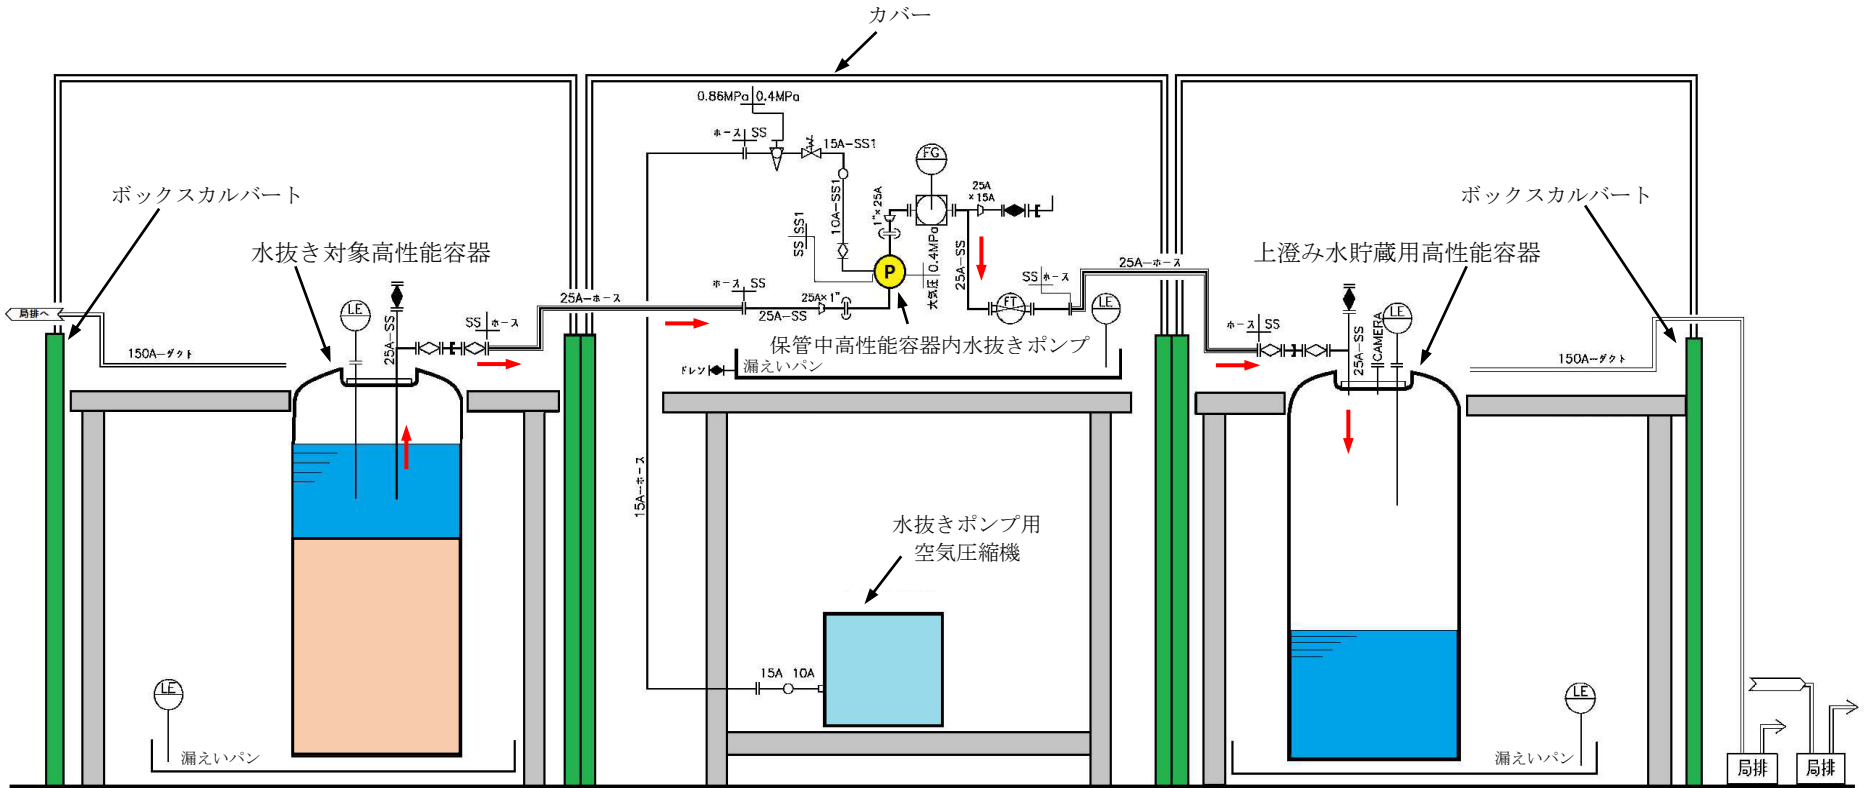 カバー
0.86MPa 0.4MPa
ホース SS
15A-SS1
FG
ボックスカルバート
ボックスカルバート
10A-SS1
1"×25A
25A
×15A
SS SS1
水抜き対象高性能容器
P
大気圧 0.4MPa
25A-SS
SS ホース
25A-ホース
上澄み水貯蔵用高性能容器
局排へ
LE
25A-SS
SS ホース
25A-ホース
ホース SS
25A×1"
25A-SS
FT
LE
ホース SS
25A-SS
CAMERA
LE
保管中高性能容器内水抜きポンプ
150A-ダクト
ドレン
漏えいパン
150A-ダクト
15A-ホース
水抜きポンプ用
空気圧縮機
15A 10A
LE
漏えいパン
LE
漏えいパン
局排
局排